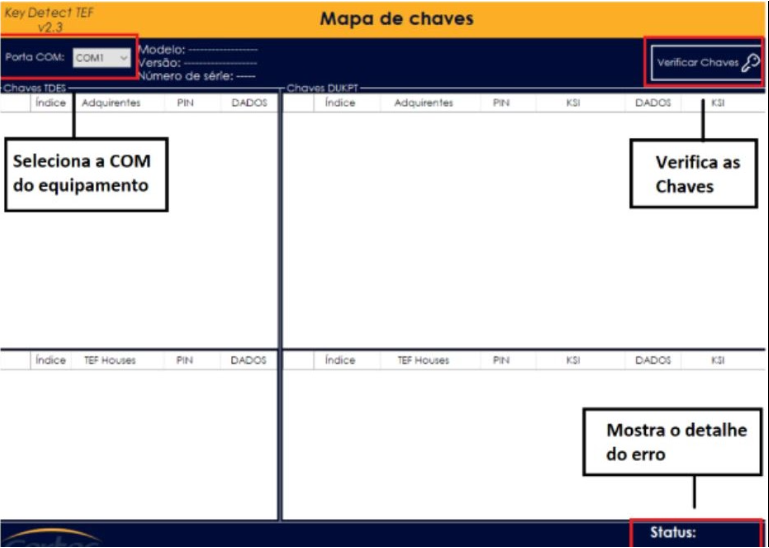 Key Detect TEF
v2.3
Mapa de chaves
Porta COM: COM1
Modelo: -------------------
Versão: --------------------
Número de série: -----
Verificar Chaves
Chaves TDES
Chaves DUKPT
Índice Adquirentes PIN DADOS
Índice Adquirentes PIN KSI DADOS KSI
Seleciona a COM
do equipamento
Verifica as
Chaves
Índice TEF Houses PIN DADOS
Índice TEF Houses PIN KSI DADOS KSI
Mostra o detalhe
do erro
Status: